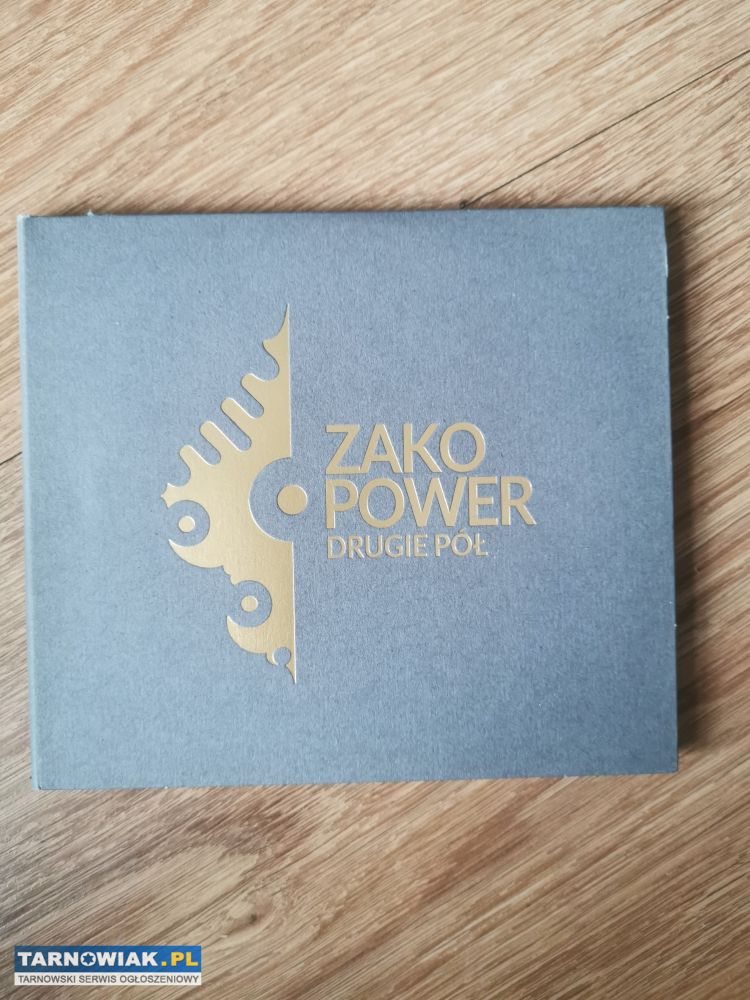 ZAKO
POWER
DRUGIE PÓŁ
TARNOWIAK.PL
TARNOWSKI SERWIS OGŁOSZENIOWY